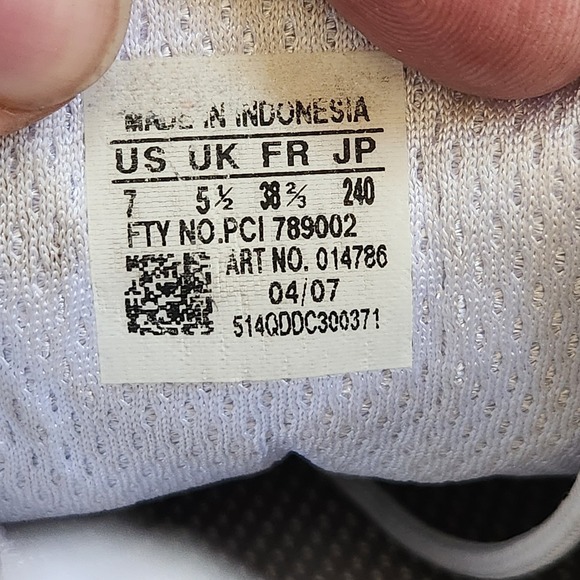 MADE IN INDONESIA
US UK FR JP
7 5½ 38⅔ 240
FTY NO.PCI 789002
ART NO. 014786
04/07
514QDDC300371